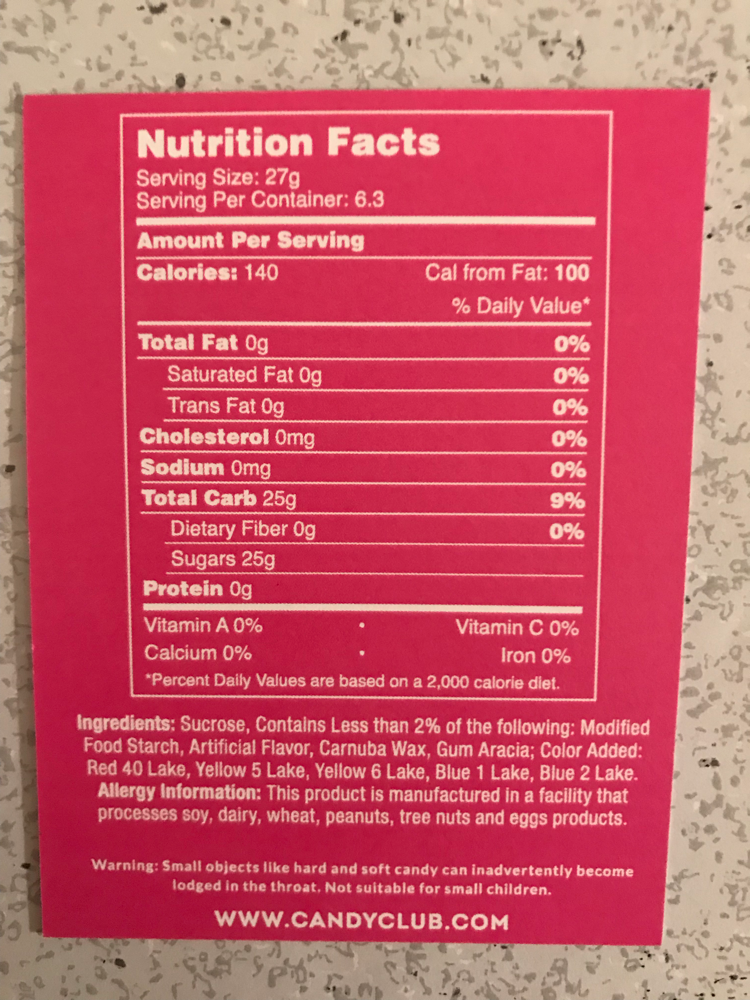 Nutrition Facts
Serving Size: 27g
Serving Per Container: 6.3
Amount Per Serving
Calories: 140 Cal from Fat: 100
% Daily Value*
Total Fat 0g 0%
Saturated Fat 0g 0%
Trans Fat 0g 0%
Cholesterol 0mg 0%
Sodium 0mg 0%
Total Carb 25g 9%
Dietary Fiber 0g 0%
Sugars 25g
Protein 0g
Vitamin A 0% • Vitamin C 0%
Calcium 0% • Iron 0%
*Percent Daily Values are based on a 2,000 calorie diet.
Ingredients: Sucrose, Contains Less than 2% of the following: Modified
Food Starch, Artificial Flavor, Carnuba Wax, Gum Aracia; Color Added:
Red 40 Lake, Yellow 5 Lake, Yellow 6 Lake, Blue 1 Lake, Blue 2 Lake.
Allergy Information: This product is manufactured in a facility that
processes soy, dairy, wheat, peanuts, tree nuts and eggs products.
Warning: Small objects like hard and soft candy can inadvertently become
lodged in the throat. Not suitable for small children.
WWW.CANDYCLUB.COM